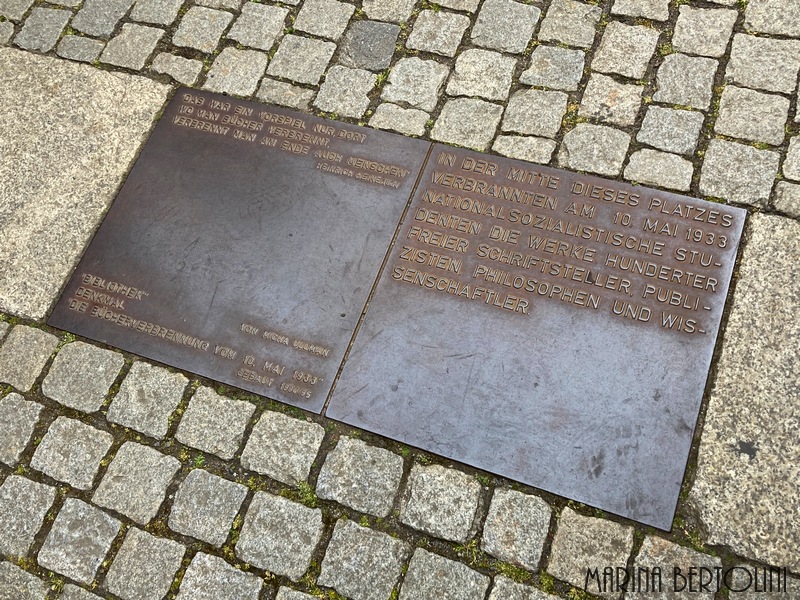 "DAS WAR EIN VORSPIEL NUR, DORT
WO MAN BÜCHER VERBRENNT,
VERBRENNT MAN AM ENDE AUCH MENSCHEN"
HEINRICH HEINE 1820
"BIBLIOTHEK"
DENKMAL
VON MICHA ULLMAN
"DIE BÜCHERVERBRENNUNG VOM 10. MAI 1933"
GEBAUT 1994/95
IN DER MITTE DIESES PLATZES
VERBRANNTEN AM 10. MAI 1933
NATIONALSOZIALISTISCHE STU-
DENTEN DIE WERKE HUNDERTER
FREIER SCHRIFTSTELLER, PUBLI-
ZISTEN, PHILOSOPHEN UND WIS-
SENSCHAFTLER.
MARINA BERTOLINI